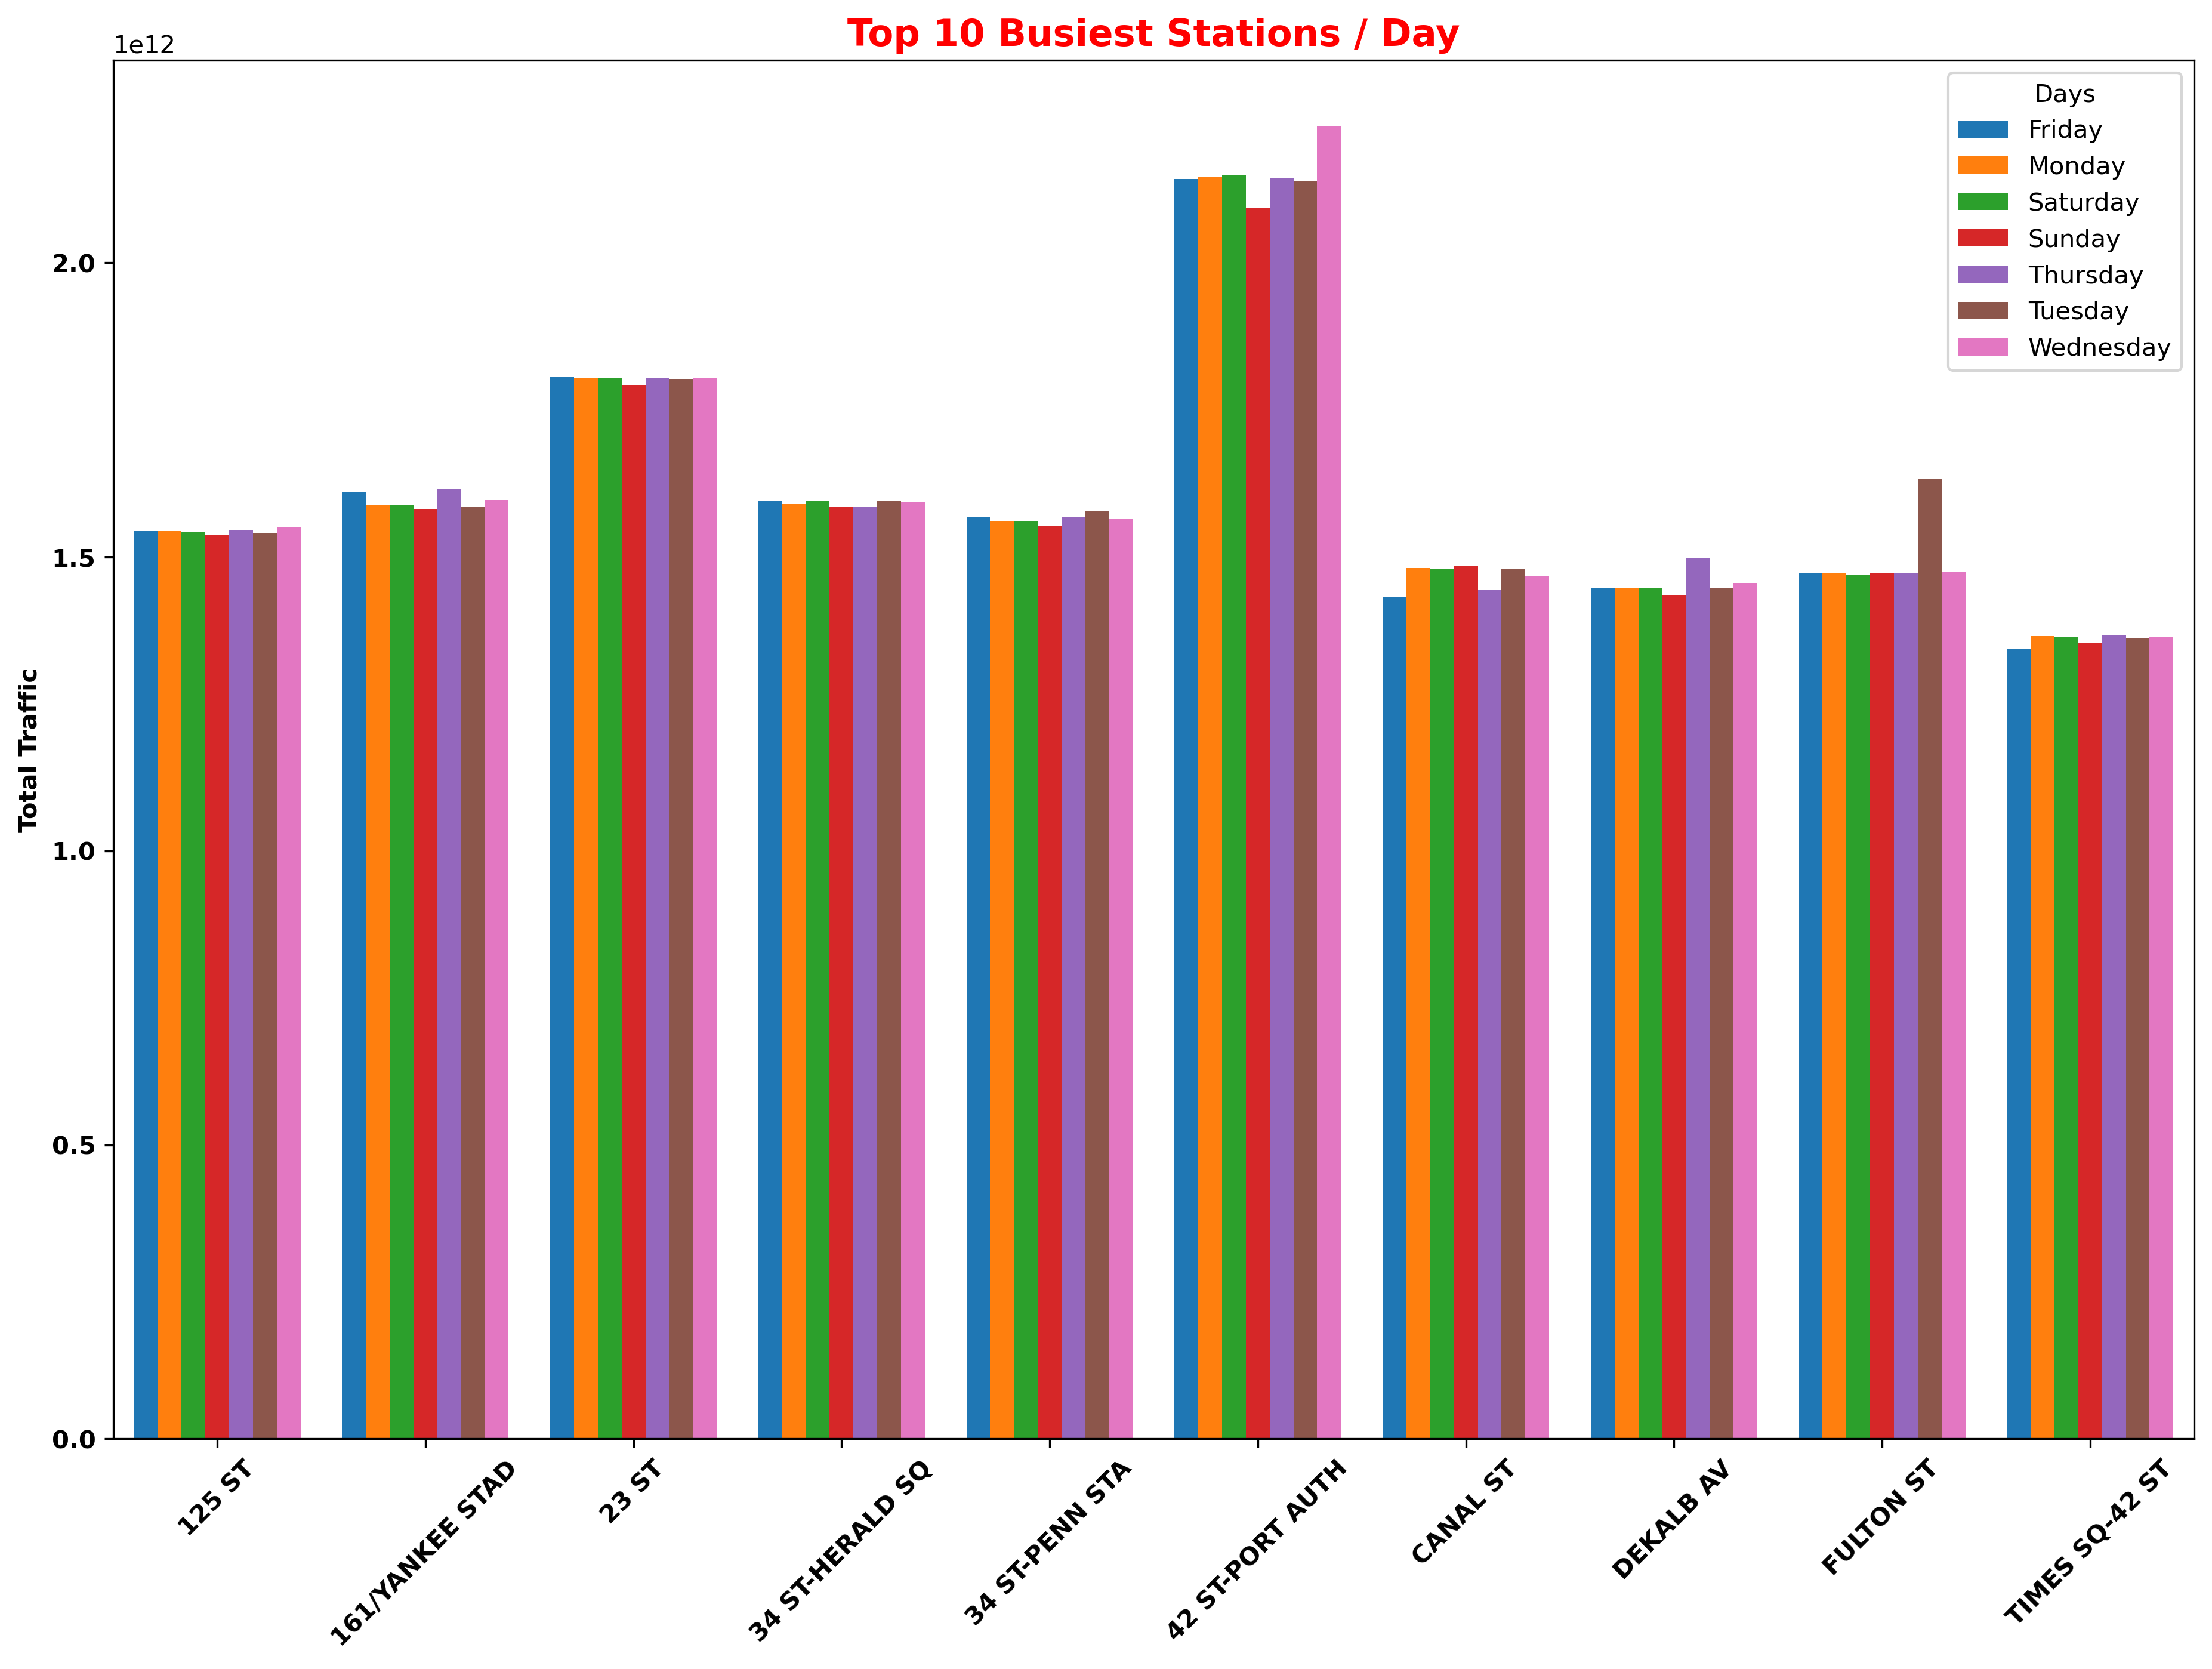 Top 10 Busiest Stations / Day
1e12
Days
Friday
Monday
Saturday
Sunday
Thursday
Tuesday
Wednesday
2.0
1.5
1.0
0.5
0.0
Total Traffic
125 ST
161/YANKEE STAD
23 ST
34 ST-HERALD SQ
34 ST-PENN STA
42 ST-PORT AUTH
CANAL ST
DEKALB AV
FULTON ST
TIMES SQ-42 ST